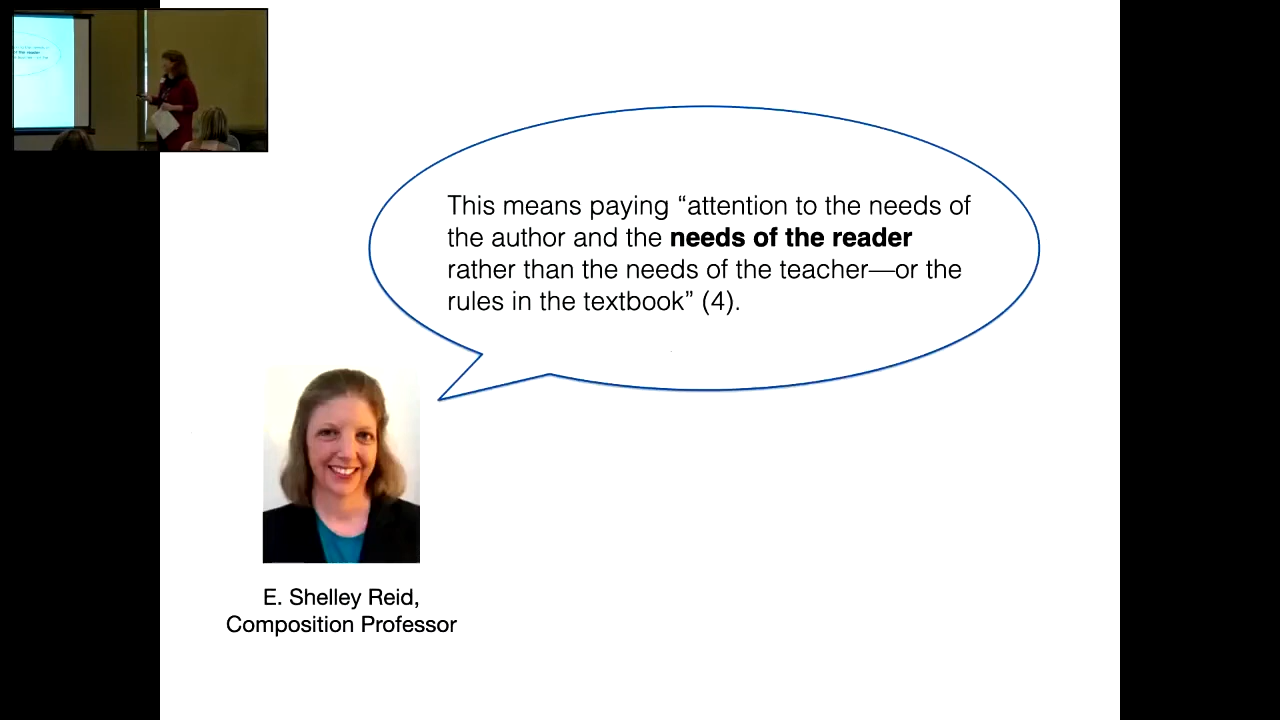 This means paying “attention to the needs of
the author and the needs of the reader
rather than the needs of the teacher—or the
rules in the textbook” (4).
E. Shelley Reid,
Composition Professor